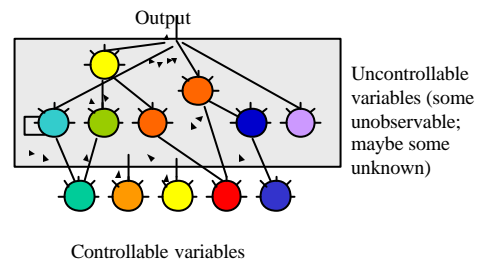 Output
Uncontrollable
variables (some
unobservable;
maybe some
unknown)
Controllable variables